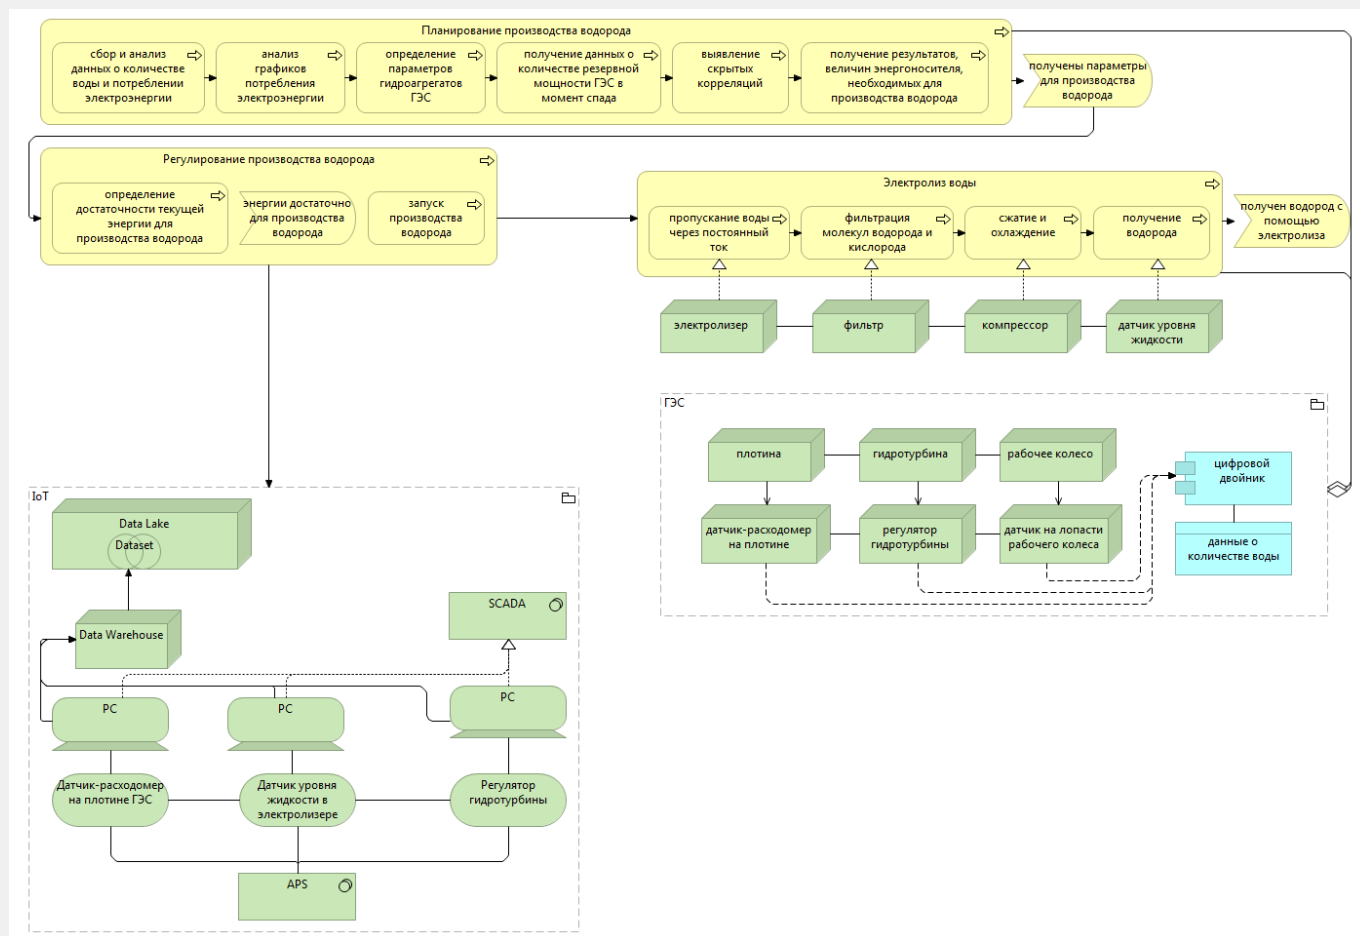 Планирование производства водорода
сбор и анализ
данных о количестве
воды и потреблении
электроэнергии
анализ
графиков
потребления
электроэнергии
определение
параметров
гидроагрегатов
ГЭС
получение данных о
количестве резервной
мощности ГЭС в
момент спада
выявление
скрытых
корреляций
получение результатов,
величин энергоносителя,
необходимых для
производства водорода
получены параметры
для производства
водорода
Регулирование производства водорода
определение
достаточности текущей
энергии для
производства водорода
энергии достаточно
для производства
водорода
запуск
производства
водорода
Электролиз воды
пропускание воды
через постоянный
ток
фильтрация
молекул водорода и
кислорода
сжатие и
охлаждение
получение
водорода
получен водород с
помощью
электролиза
электролизер
фильтр
компрессор
датчик уровня
жидкости
ГЭС
плотина
гидротурбина
рабочее колесо
цифровой
двойник
датчик-расходомер
на плотине
регулятор
гидротурбины
датчик на лопасти
рабочего колеса
данные о
количестве воды
IoT
Data Lake
Dataset
Data Warehouse
SCADA
PC
PC
PC
Датчик-расходомер
на плотине ГЭС
Датчик уровня
жидкости в
электролизере
Регулятор
гидротурбины
APS